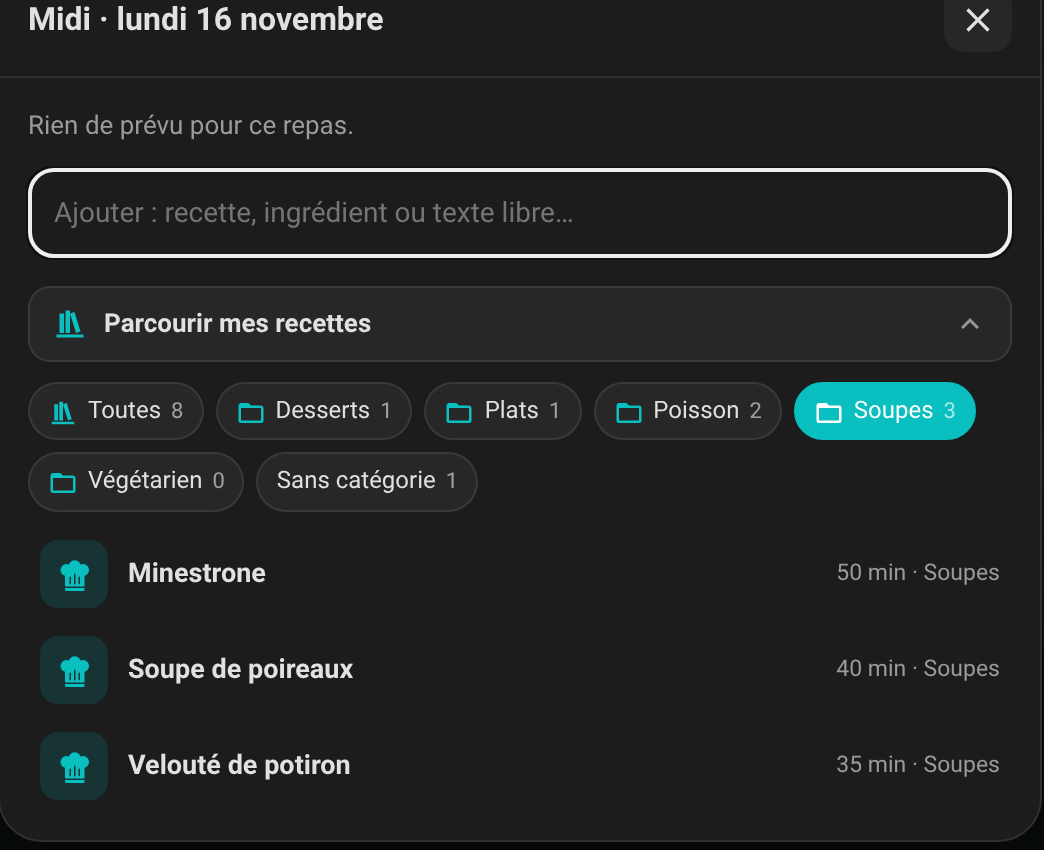 Midi · lundi 16 novembre
Rien de prévu pour ce repas.
Ajouter : recette, ingrédient ou texte libre…
Parcourir mes recettes
Toutes 8 Desserts 1 Plats 1 Poisson 2 Soupes 3
Végétarien 0 Sans catégorie 1
Minestrone 50 min · Soupes
Soupe de poireaux 40 min · Soupes
Velouté de potiron 35 min · Soupes